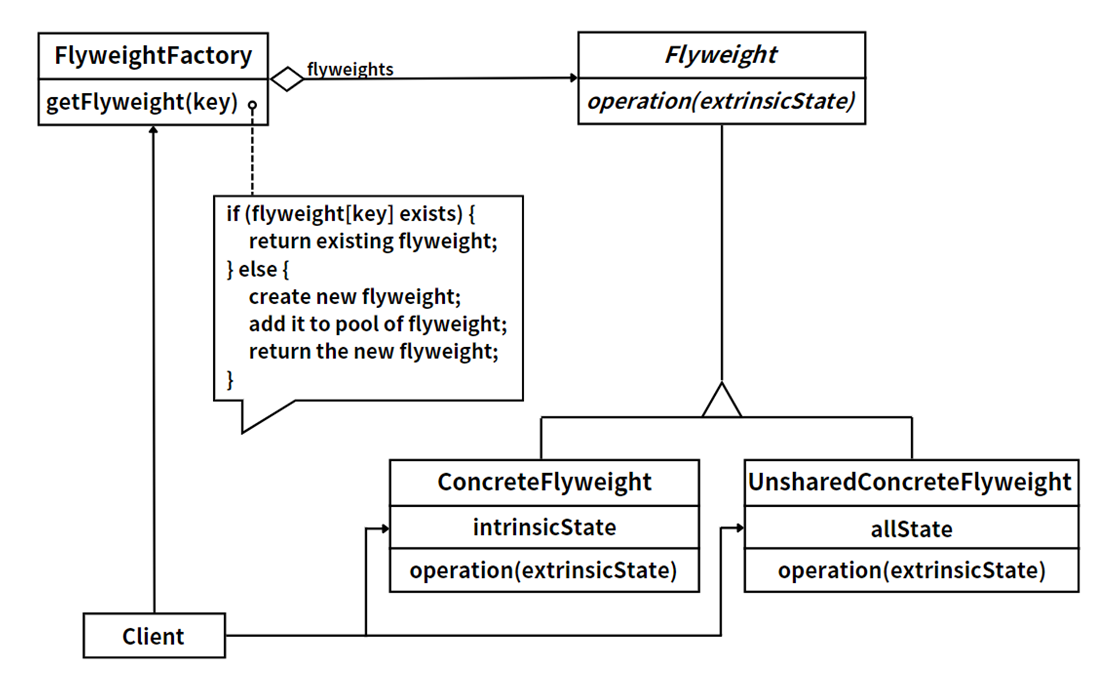 FlyweightFactory
getFlyweight(key)
flyweights
Flyweight
operation(extrinsicState)
if (flyweight[key] exists) {
return existing flyweight;
} else {
create new flyweight;
add it to pool of flyweight;
return the new flyweight;
}
ConcreteFlyweight
intrinsicState
operation(extrinsicState)
UnsharedConcreteFlyweight
allState
operation(extrinsicState)
Client